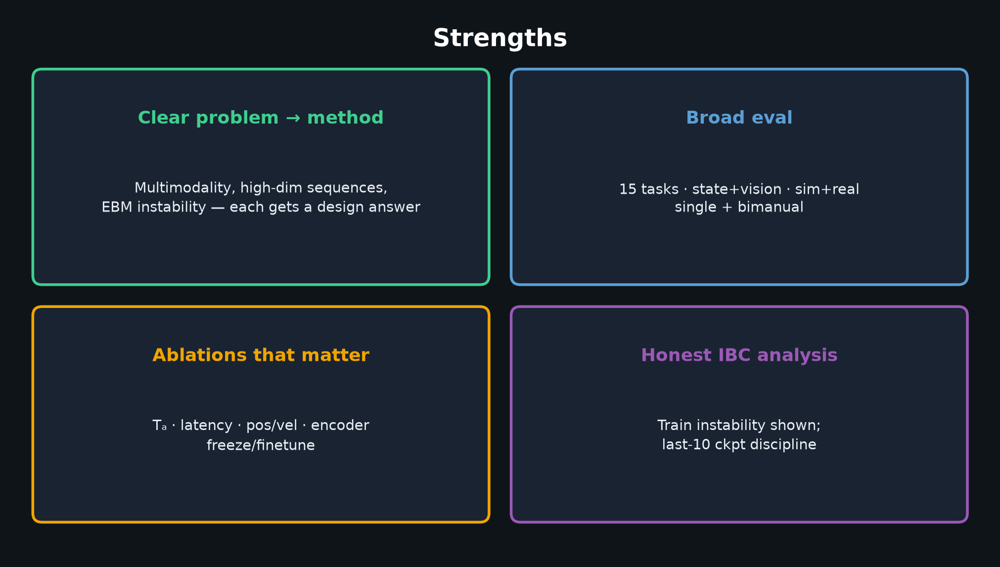 Strengths
Clear problem → method
Multimodality, high-dim sequences,
EBM instability — each gets a design answer
Broad eval
15 tasks · state+vision · sim+real
single + bimanual
Ablations that matter
Tₐ · latency · pos/vel · encoder
freeze/finetune
Honest IBC analysis
Train instability shown;
last-10 ckpt discipline